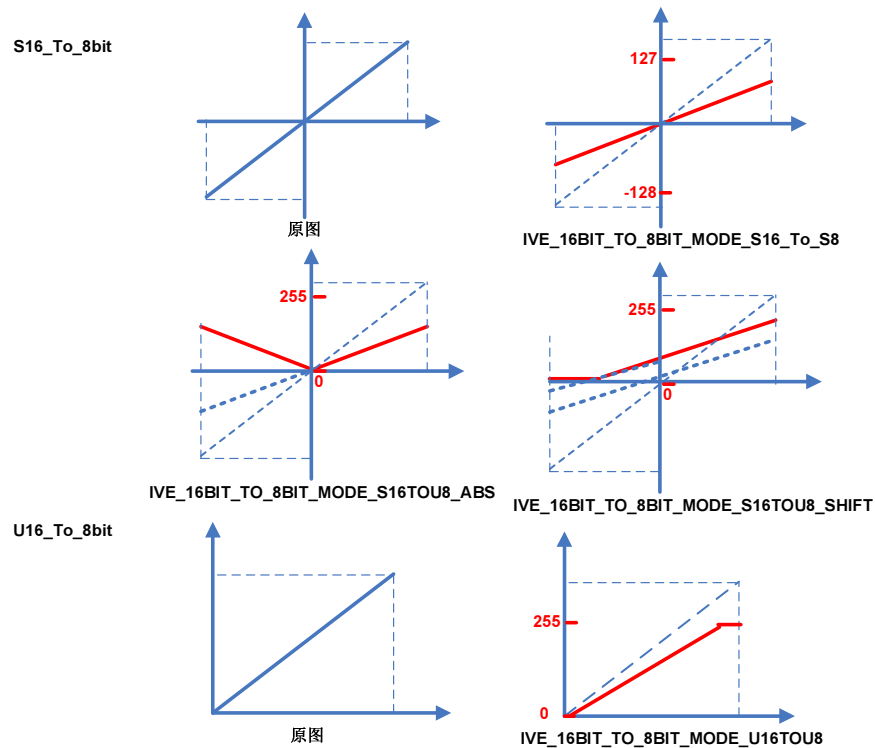 S16_To_8bit
127
-128
原图
IVE_16BIT_TO_8BIT_MODE_S16_To_S8
255
0
255
0
IVE_16BIT_TO_8BIT_MODE_S16TOU8_ABS
IVE_16BIT_TO_8BIT_MODE_S16TOU8_SHIFT
U16_To_8bit
255
0
原图
IVE_16BIT_TO_8BIT_MODE_U16TOU8